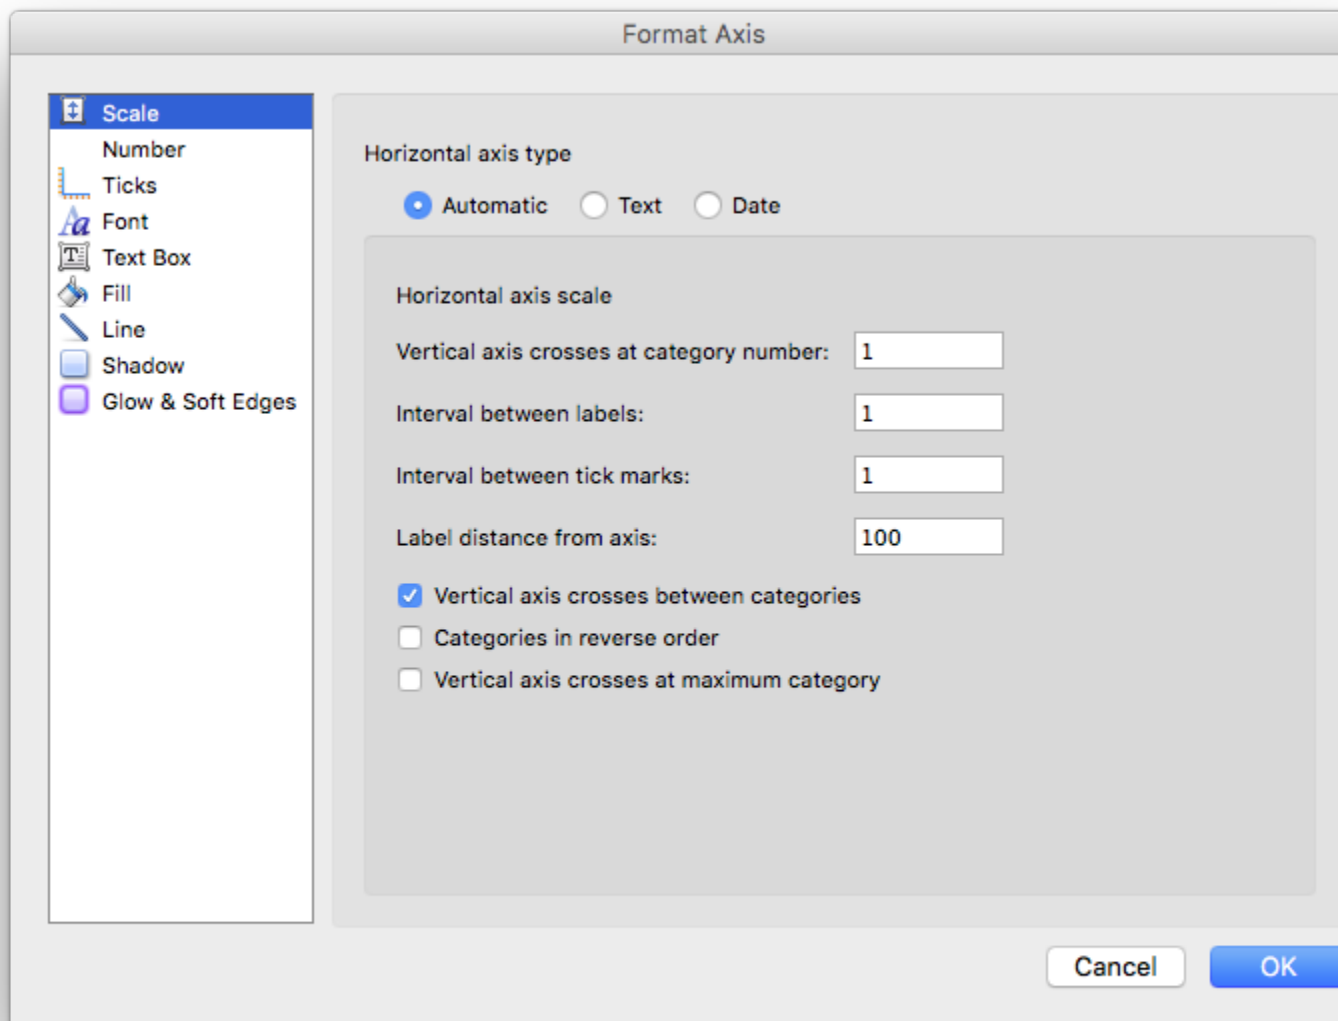 Format Axis
Scale
Number
Ticks
Font
Text Box
Fill
Line
Shadow
Glow & Soft Edges
Horizontal axis type
Automatic Text Date
Horizontal axis scale
Vertical axis crosses at category number: 1
Interval between labels: 1
Interval between tick marks: 1
Label distance from axis: 100
Vertical axis crosses between categories
Categories in reverse order
Vertical axis crosses at maximum category
Cancel OK